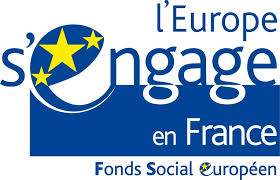 l'Europe
s'engage
en France
Fonds Social européen